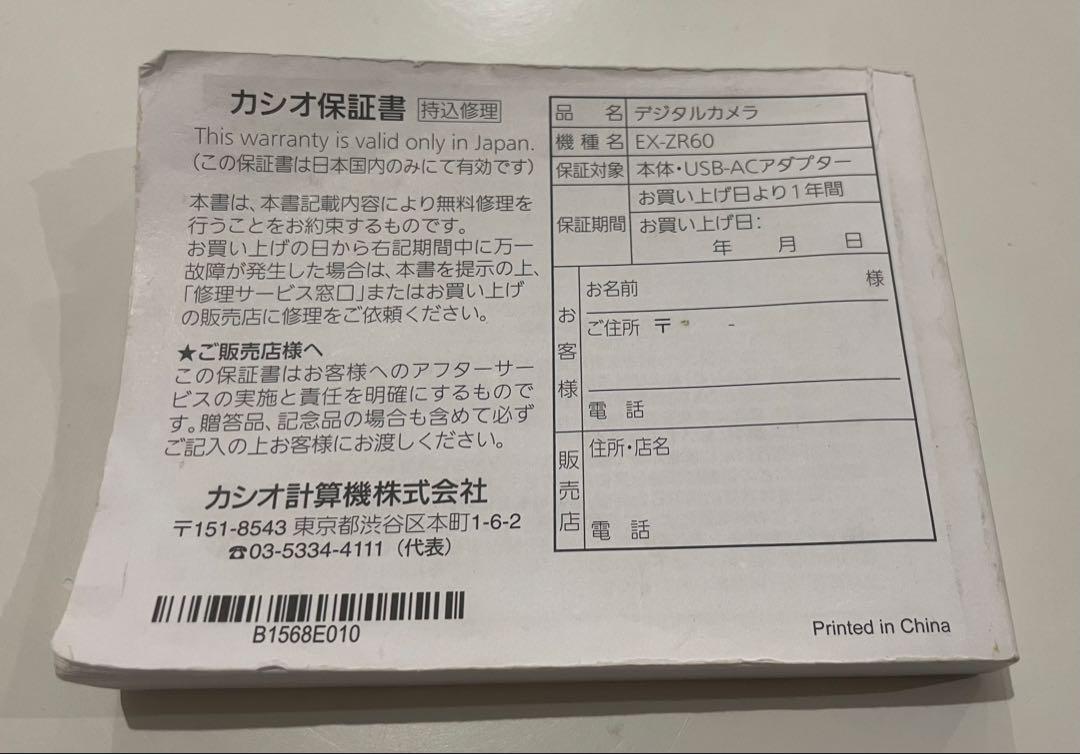 カシオ保証書 持込修理
This warranty is valid only in Japan.
（この保証書は日本国内のみにて有効です）
本書は、本書記載内容により無料修理を
行うことをお約束するものです。
お買い上げの日から右記期間中に万一
故障が発生した場合は、本書を提示の上、
「修理サービス窓口」またはお買い上げ
の販売店に修理をご依頼ください。
★ご販売店様へ
この保証書はお客様へのアフターサー
ビスの実施と責任を明確にするもので
す。贈答品、記念品の場合も含めて必ず
ご記入の上お客様にお渡しください。
カシオ計算機株式会社
〒151-8543 東京都渋谷区本町1-6-2
☎03-5334-4111（代表）
B1568E010
品名 デジタルカメラ
機種名 EX-ZR60
保証対象 本体・USB-ACアダプター
保証期間 お買い上げ日より1年間
お買い上げ日：
年 月 日
お客様
お名前 様
ご住所 〒 -
電話
販売店
住所・店名
電話
Printed in China